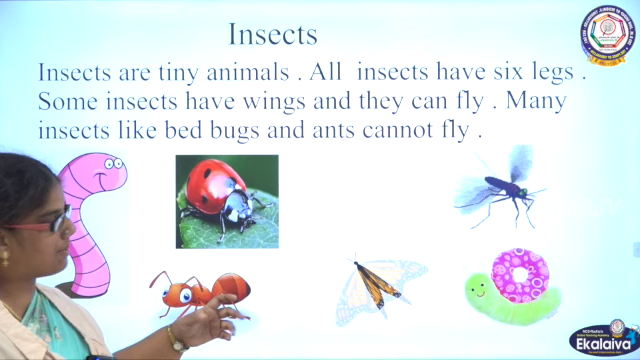 Insects
Insects are tiny animals . All insects have six legs .
Some insects have wings and they can fly . Many
insects like bed bugs and ants cannot fly .
Ekalaiva